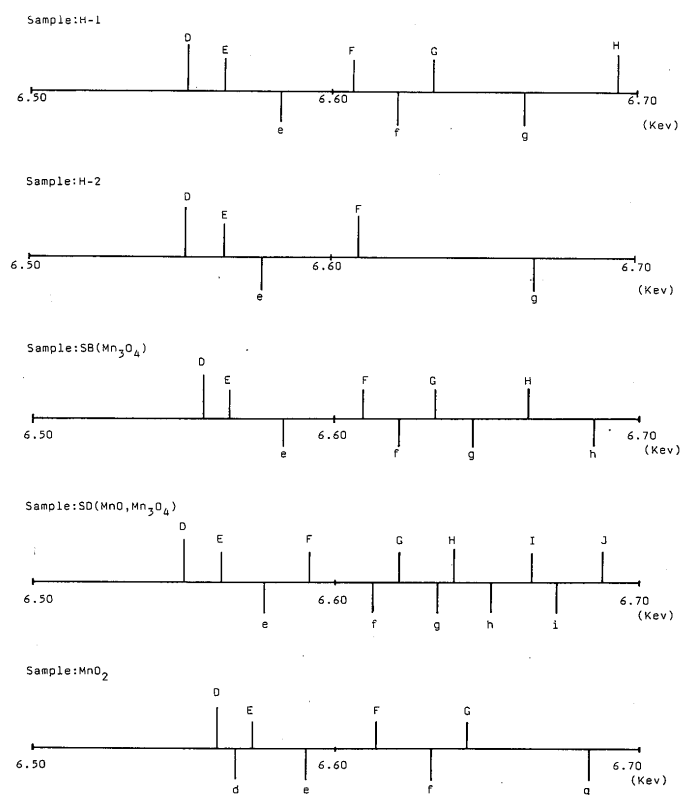 Sample:H-1
D E F G H
6.50 6.60 6.70
e f g
(Kev)
Sample:H-2
D E F
6.50 6.60 6.70
e g
(Kev)
Sample:SB(Mn3O4)
D E F G H
6.50 6.60 6.70
e f g h
(Kev)
Sample:SD(MnO,Mn3O4)
D E F G H I J
6.50 6.60 6.70
e f g h i
(Kev)
Sample:MnO2
D E F G
6.50 6.60 6.70
d e f g
(Kev)